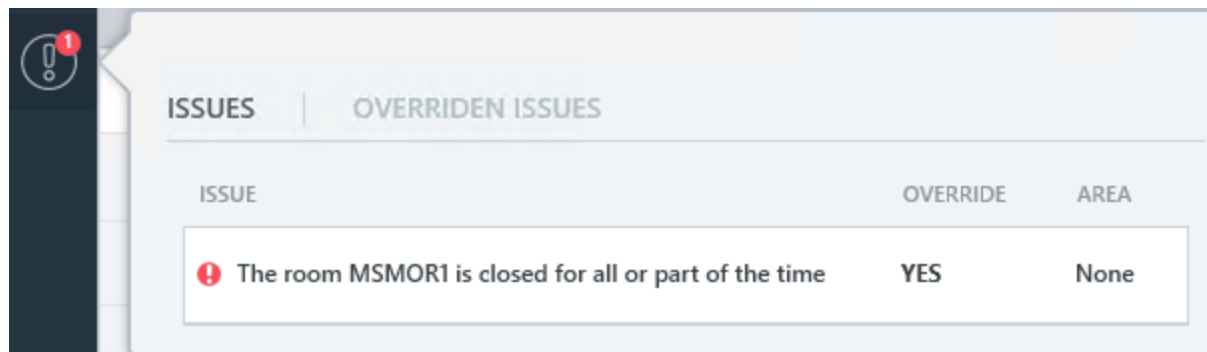 1
ISSUES | OVERRIDEN ISSUES
ISSUE OVERRIDE AREA
The room MSMOR1 is closed for all or part of the time YES None